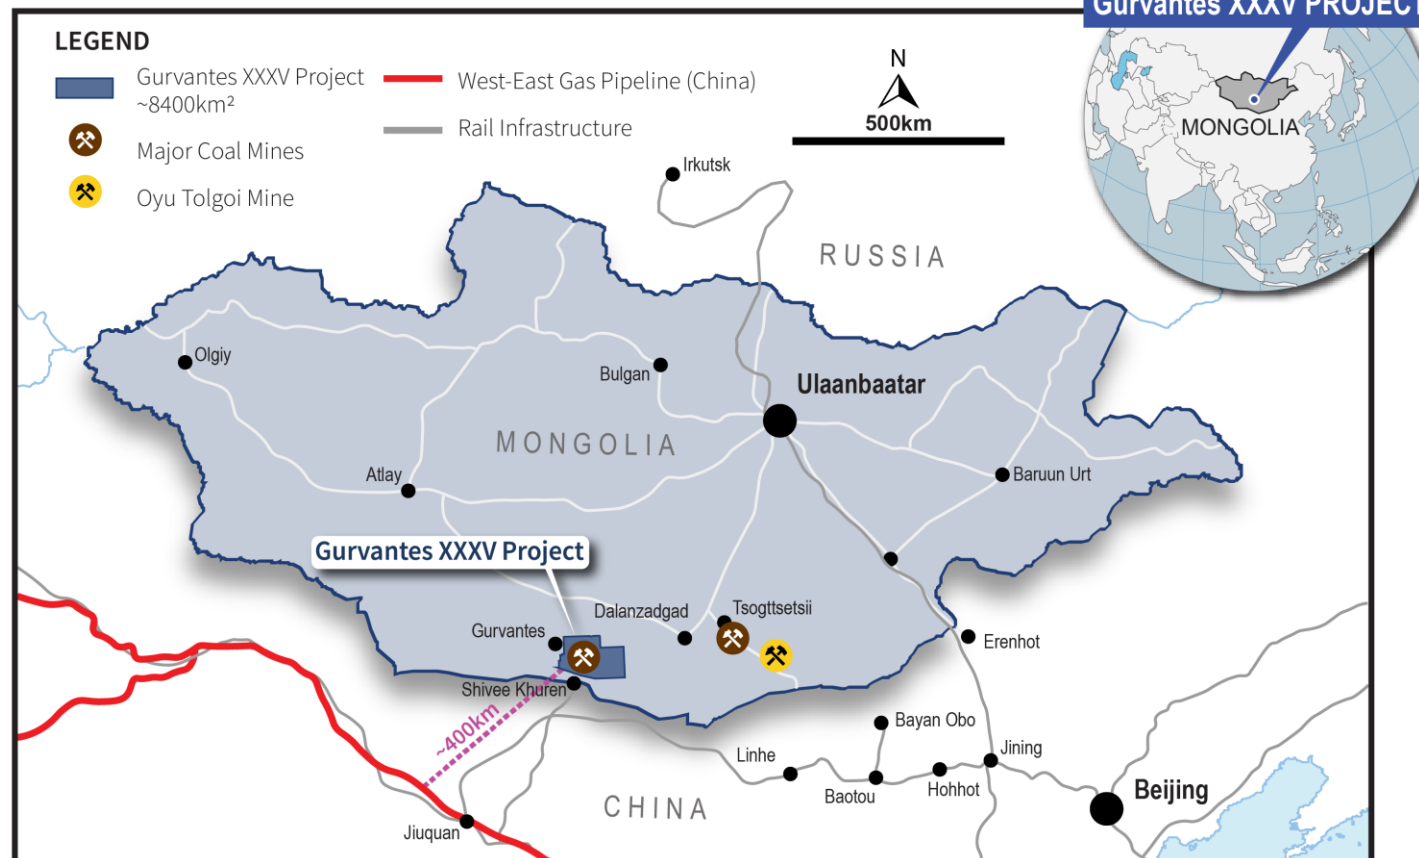 Gurvantes XXXV PROJECT
LEGEND
Gurvantes XXXV Project
~8400km²
West-East Gas Pipeline (China)
Rail Infrastructure
Major Coal Mines
Oyu Tolgoi Mine
N
500km
MONGOLIA
Irkutsk
RUSSIA
Olgiy
Bulgan
Ulaanbaatar
MONGOLIA
Atlay
Baruun Urt
Gurvantes XXXV Project
Dalanzadgad
Tsogttsetsii
Gurvantes
Erenhot
Shivee Khuren
~400km
Bayan Obo
Linhe
Jining
Baotou
Hohhot
Beijing
CHINA
Jiuquan